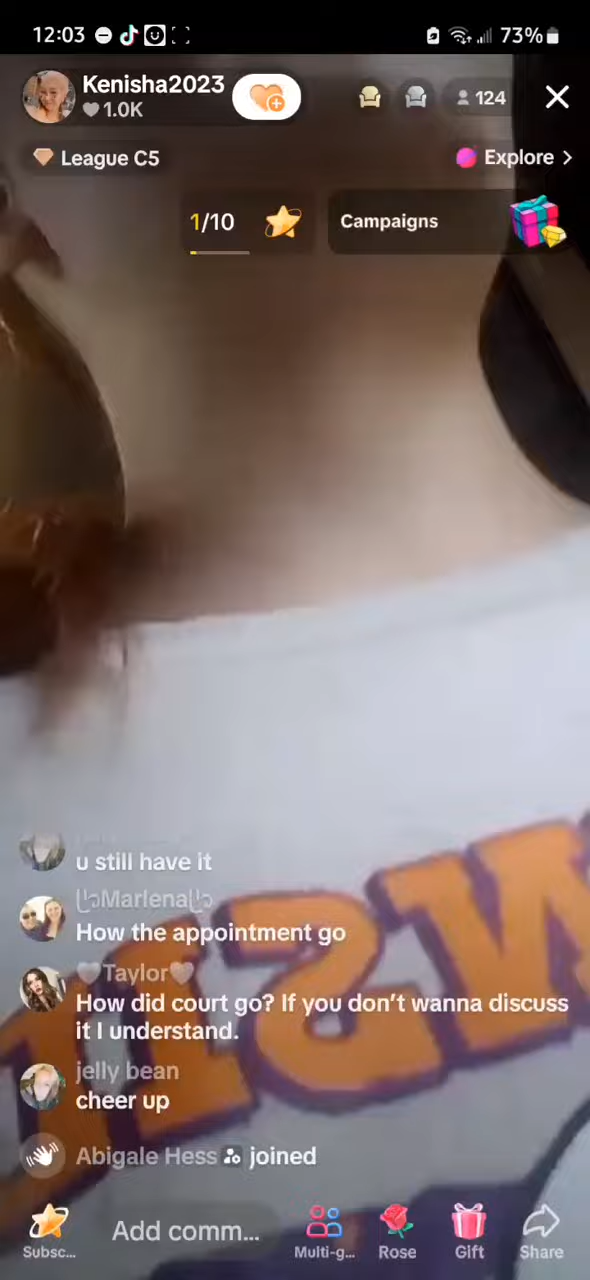 12:03
73%
Kenisha2023
1.0K
124
League C5
Explore >
1/10
Campaigns
u still have it
Marlena
How the appointment go
🤍Taylor🤍
How did court go? If you don't wanna discuss
it I understand.
jelly bean
cheer up
Abigale Hess joined
Subsc...
Add comm...
Multi-g...
Rose
Gift
Share